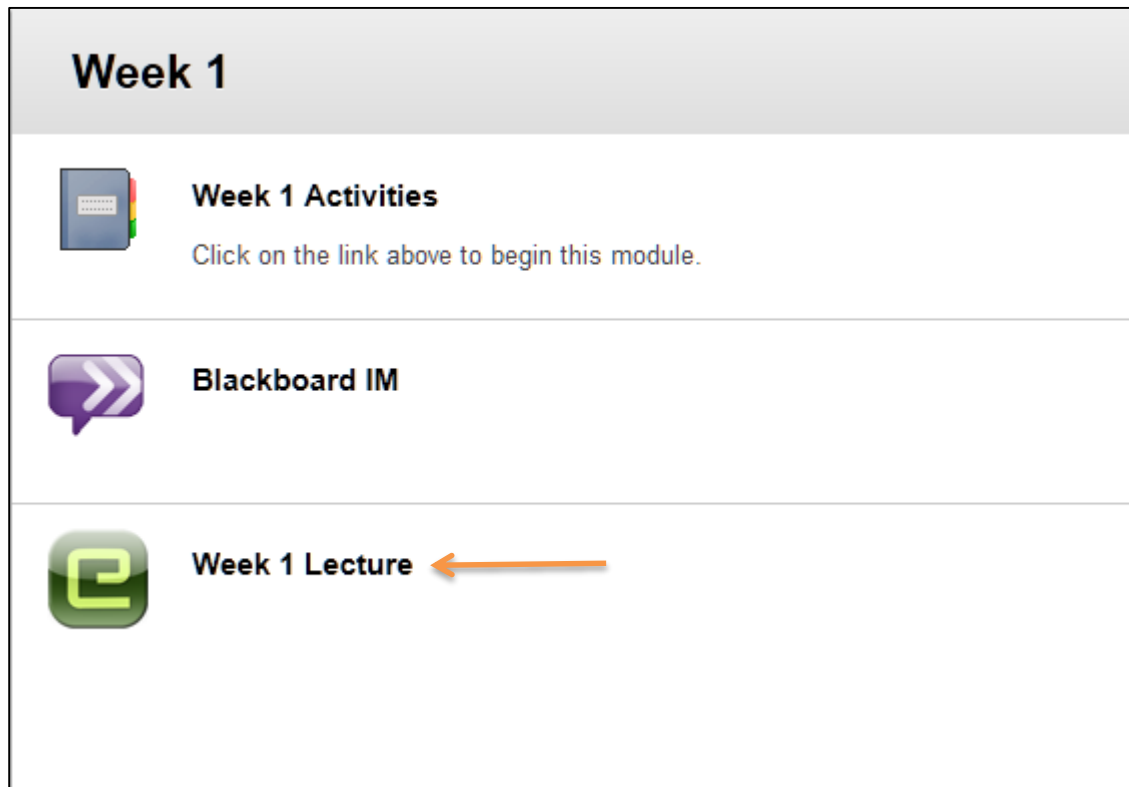 Week 1
Week 1 Activities
Click on the link above to begin this module.
Blackboard IM
Week 1 Lecture